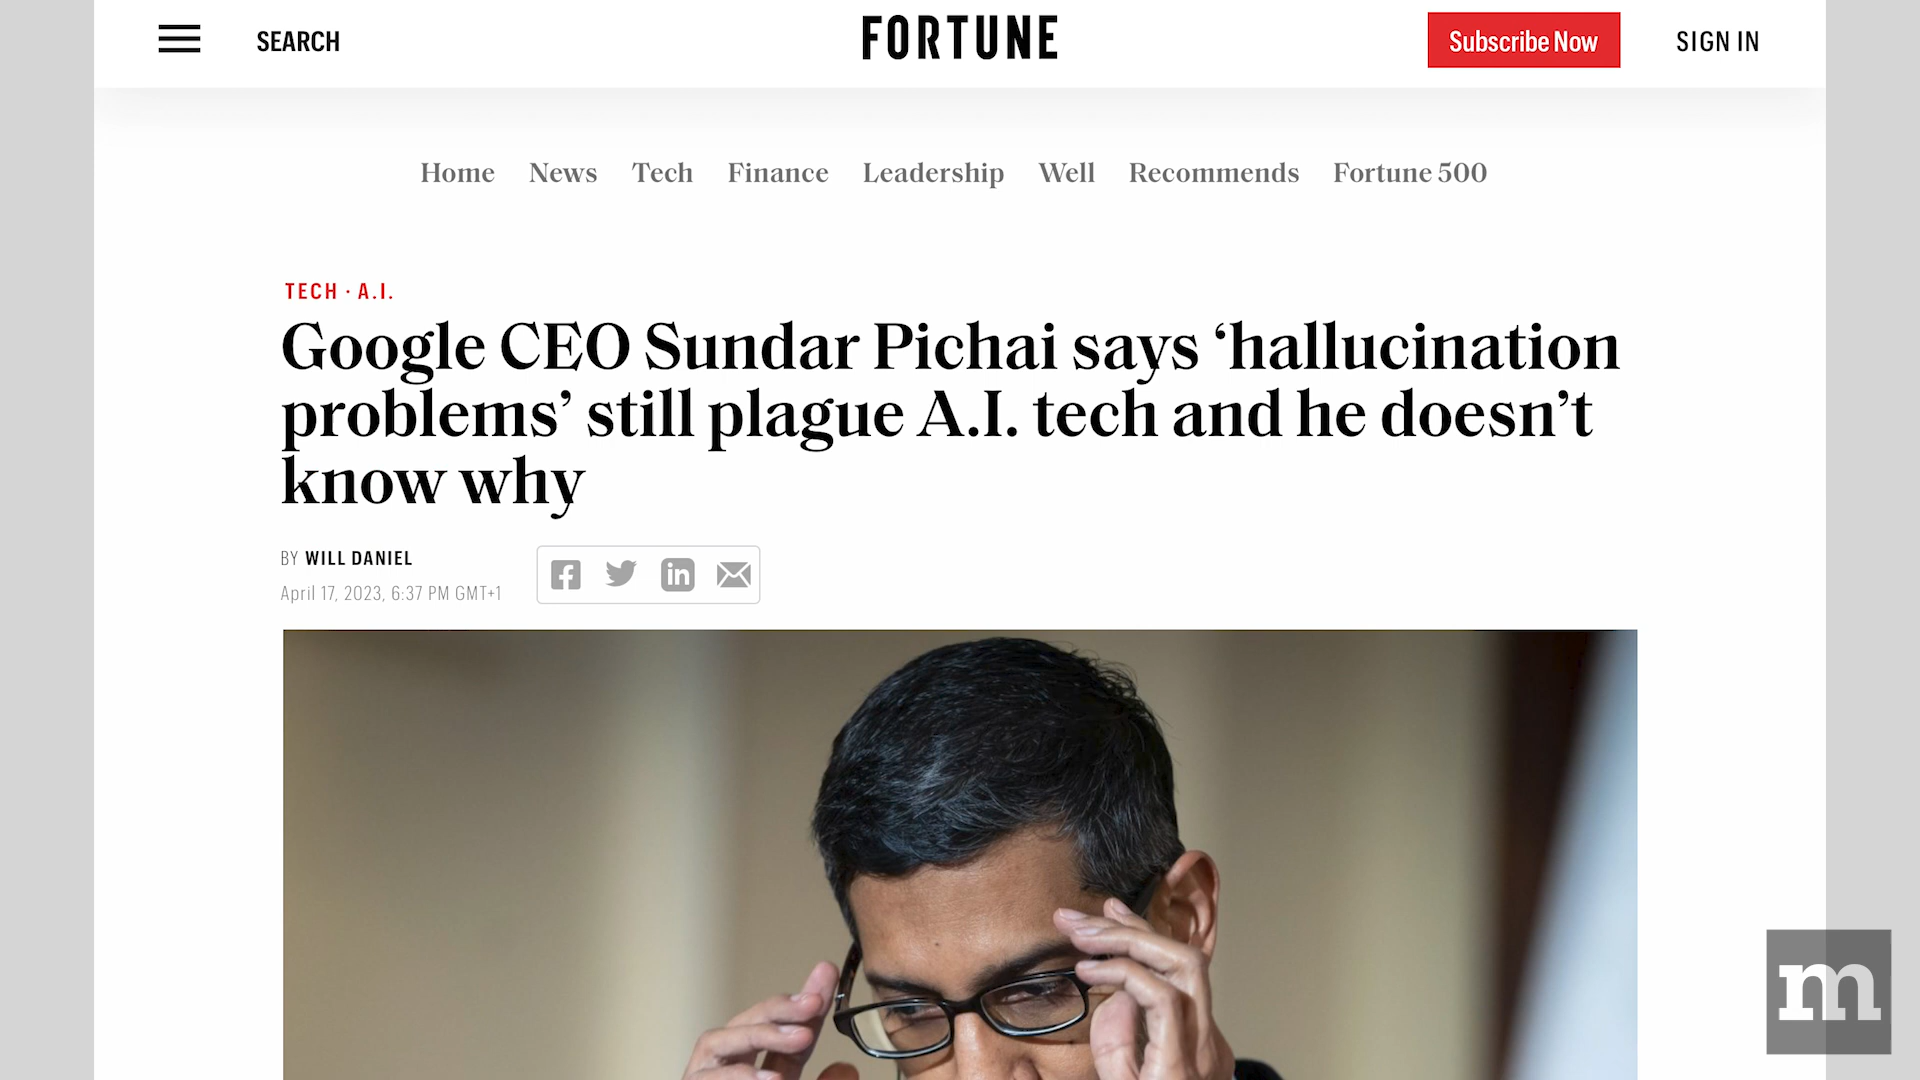 SEARCH
FORTUNE
Subscribe Now
SIGN IN
Home News Tech Finance Leadership Well Recommends Fortune 500
TECH · A.I.
Google CEO Sundar Pichai says ‘hallucination
problems’ still plague A.I. tech and he doesn’t
know why
BY WILL DANIEL
April 17, 2023, 6:37 PM GMT+1
m